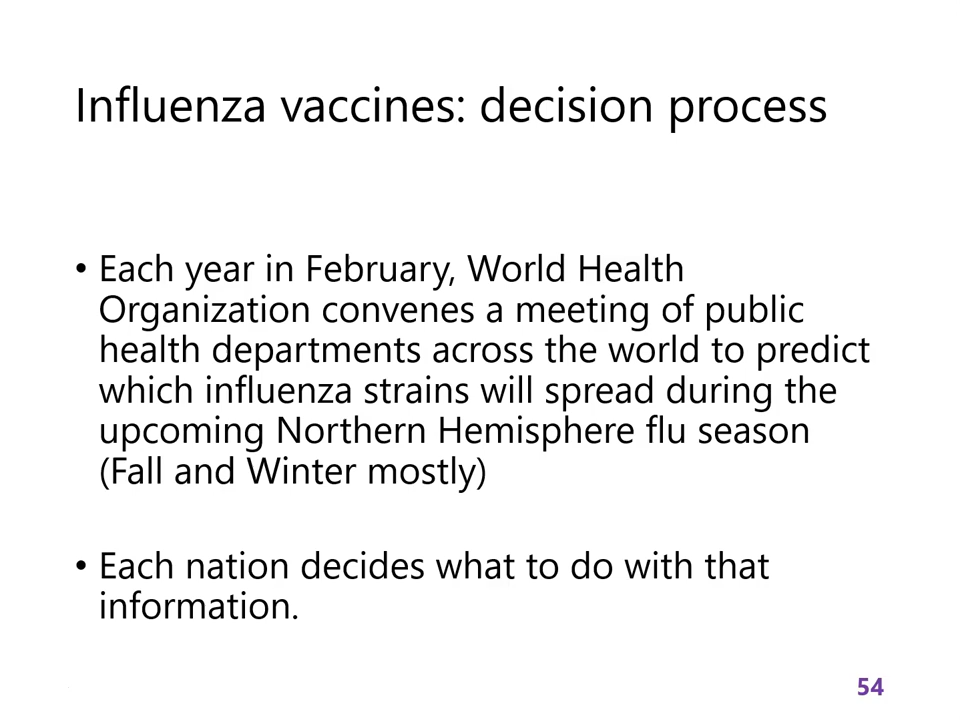 Influenza vaccines: decision process
• Each year in February, World Health
Organization convenes a meeting of public
health departments across the world to predict
which influenza strains will spread during the
upcoming Northern Hemisphere flu season
(Fall and Winter mostly)
• Each nation decides what to do with that
information.
54